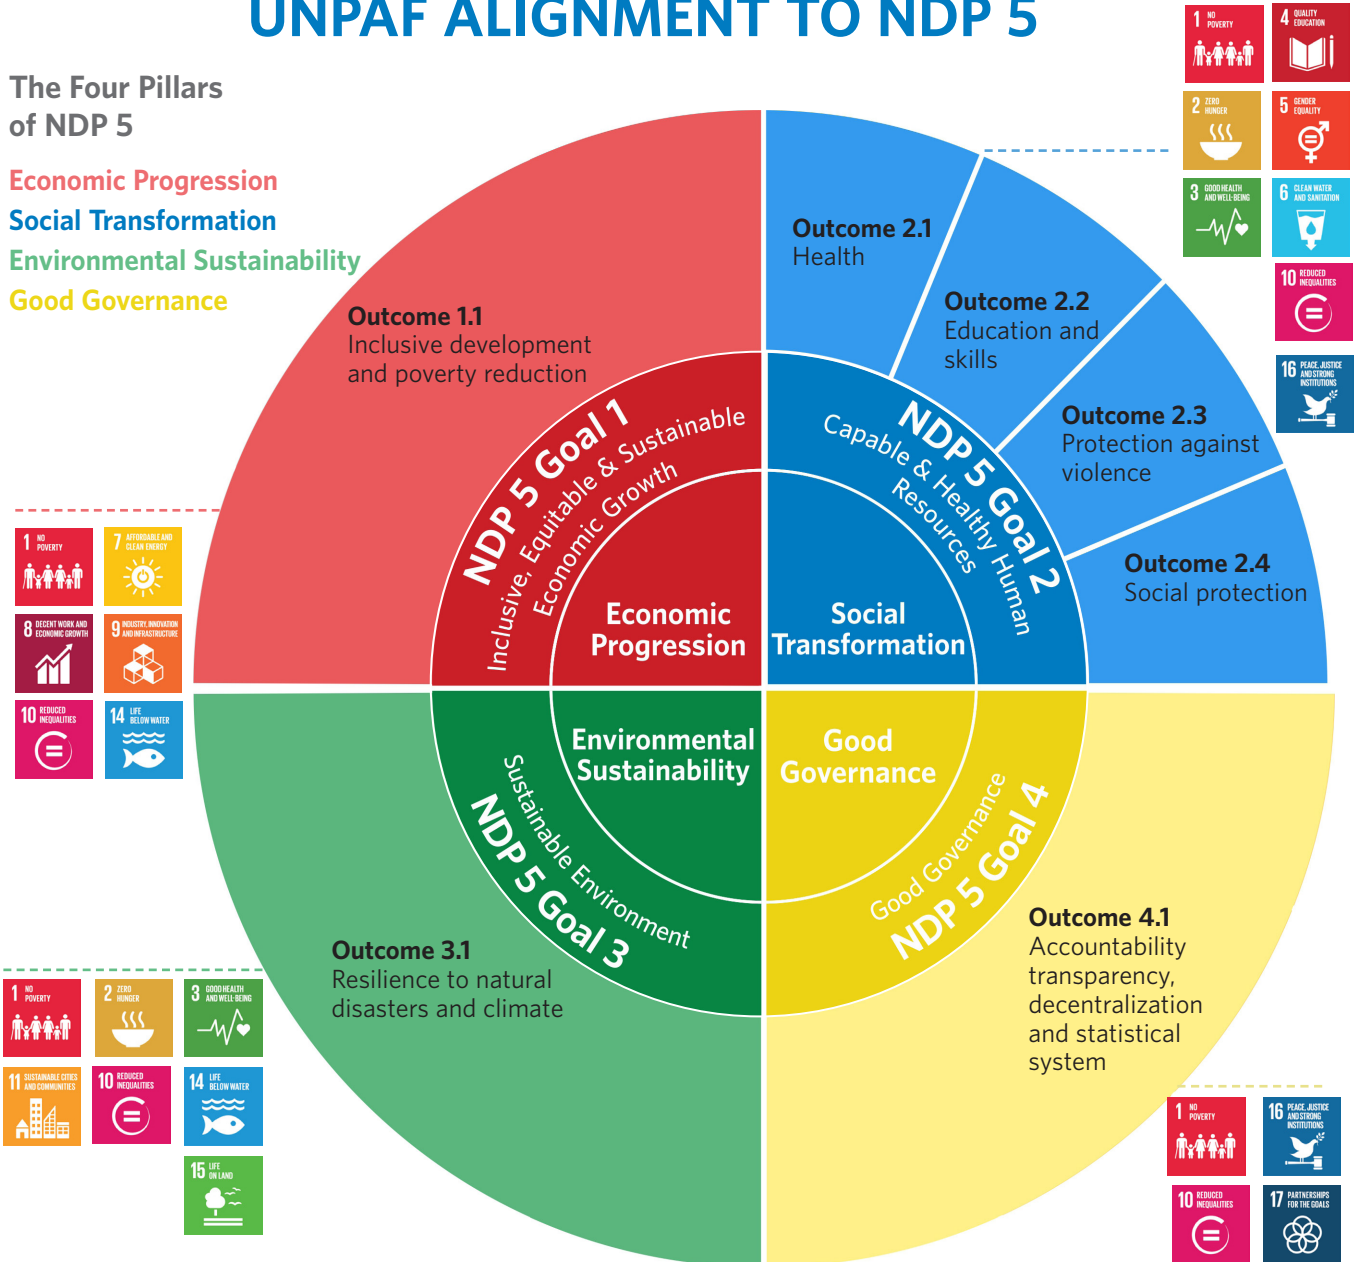 UNPAF ALIGNMENT TO NDP 5
The Four Pillars
of NDP 5
Economic Progression
Social Transformation
Environmental Sustainability
Good Governance
1 NO
POVERTY
4 QUALITY
EDUCATION
2 ZERO
HUNGER
5 GENDER
EQUALITY
3 GOOD HEALTH
AND WELL-BEING
6 CLEAN WATER
AND SANITATION
10 REDUCED
INEQUALITIES
16 PEACE, JUSTICE
AND STRONG
INSTITUTIONS
Outcome 1.1
Inclusive development
and poverty reduction
NDP 5 Goal 1
Inclusive, Equitable & Sustainable
Economic Growth
Economic
Progression
Outcome 2.1
Health
Outcome 2.2
Education and
skills
Outcome 2.3
Protection against
violence
Outcome 2.4
Social protection
NDP 5 Goal 2
Capable & Healthy Human
Resources
Social
Transformation
1 NO
POVERTY
7 AFFORDABLE AND
CLEAN ENERGY
8 DECENT WORK AND
ECONOMIC GROWTH
9 INDUSTRY, INNOVATION
AND INFRASTRUCTURE
10 REDUCED
INEQUALITIES
14 LIFE
BELOW WATER
Environmental
Sustainability
Sustainable Environment
NDP 5 Goal 3
Outcome 3.1
Resilience to natural
disasters and climate
Good
Governance
Good Governance
NDP 5 Goal 4
Outcome 4.1
Accountability
transparency,
decentralization
and statistical
system
1 NO
POVERTY
2 ZERO
HUNGER
3 GOOD HEALTH
AND WELL-BEING
11 SUSTAINABLE CITIES
AND COMMUNITIES
10 REDUCED
INEQUALITIES
14 LIFE
BELOW WATER
15 LIFE
ON LAND
1 NO
POVERTY
16 PEACE, JUSTICE
AND STRONG
INSTITUTIONS
10 REDUCED
INEQUALITIES
17 PARTNERSHIPS
FOR THE GOALS